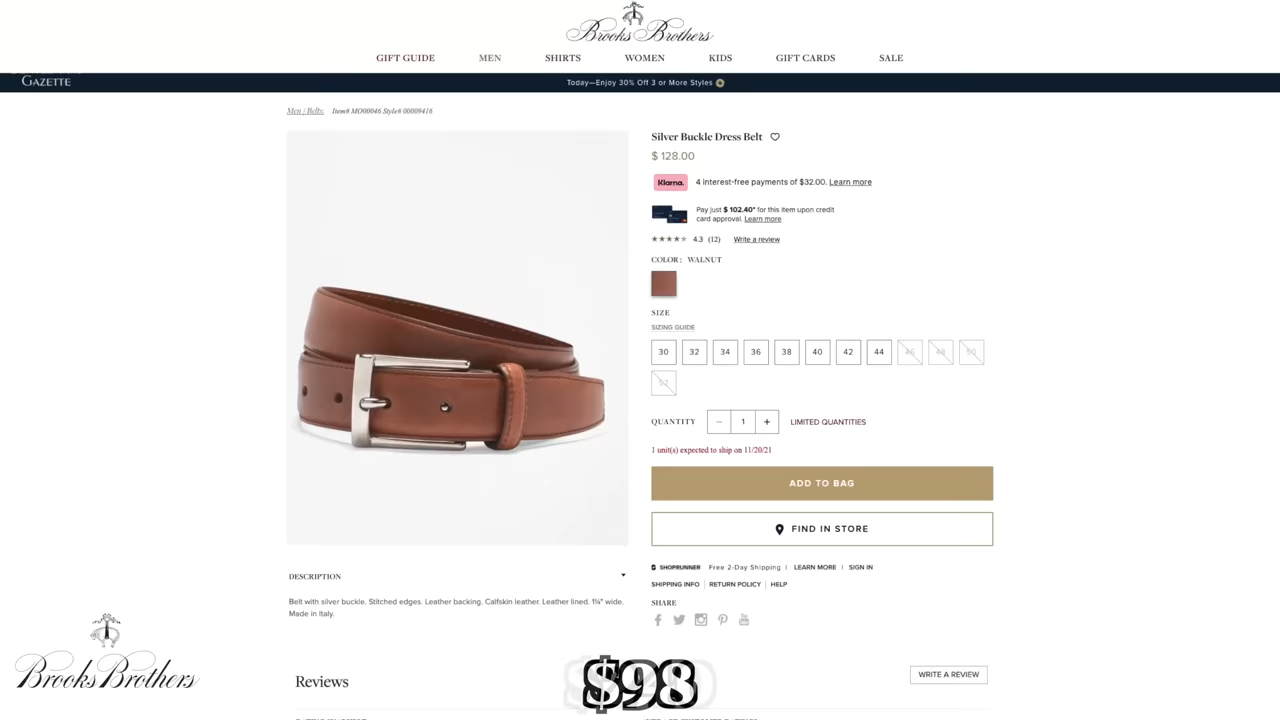 Brooks Brothers
GIFT GUIDE MEN SHIRTS WOMEN KIDS GIFT CARDS SALE
GAZETTE
Today—Enjoy 30% Off 3 or More Styles
Men / Belts: Item# MO00046 Style# 00009416
Silver Buckle Dress Belt
$ 128.00
Klarna. 4 interest-free payments of $32.00. Learn more
Pay just $ 102.40* for this item upon credit
card approval. Learn more
4.3 (12) Write a review
COLOR: WALNUT
SIZE
SIZING GUIDE
30 32 34 36 38 40 42 44 46 48 50
52
QUANTITY − 1 + LIMITED QUANTITIES
1 unit(s) expected to ship on 11/20/21
ADD TO BAG
FIND IN STORE
SHOPRUNNER Free 2-Day Shipping | LEARN MORE | SIGN IN
SHIPPING INFO | RETURN POLICY | HELP
SHARE
DESCRIPTION
Belt with silver buckle. Stitched edges. Leather backing. Calfskin leather. Leather lined. 1¼" wide.
Made in Italy.
Brooks Brothers
Reviews
$98
WRITE A REVIEW